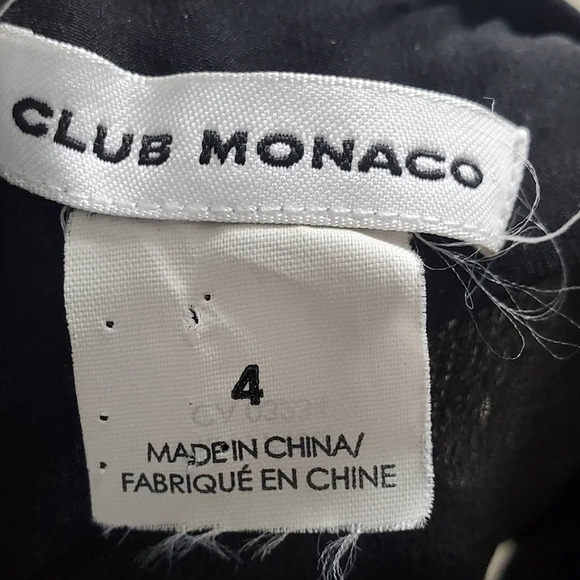 CLUB MONACO
4
MADE IN CHINA/
FABRIQUÉ EN CHINE